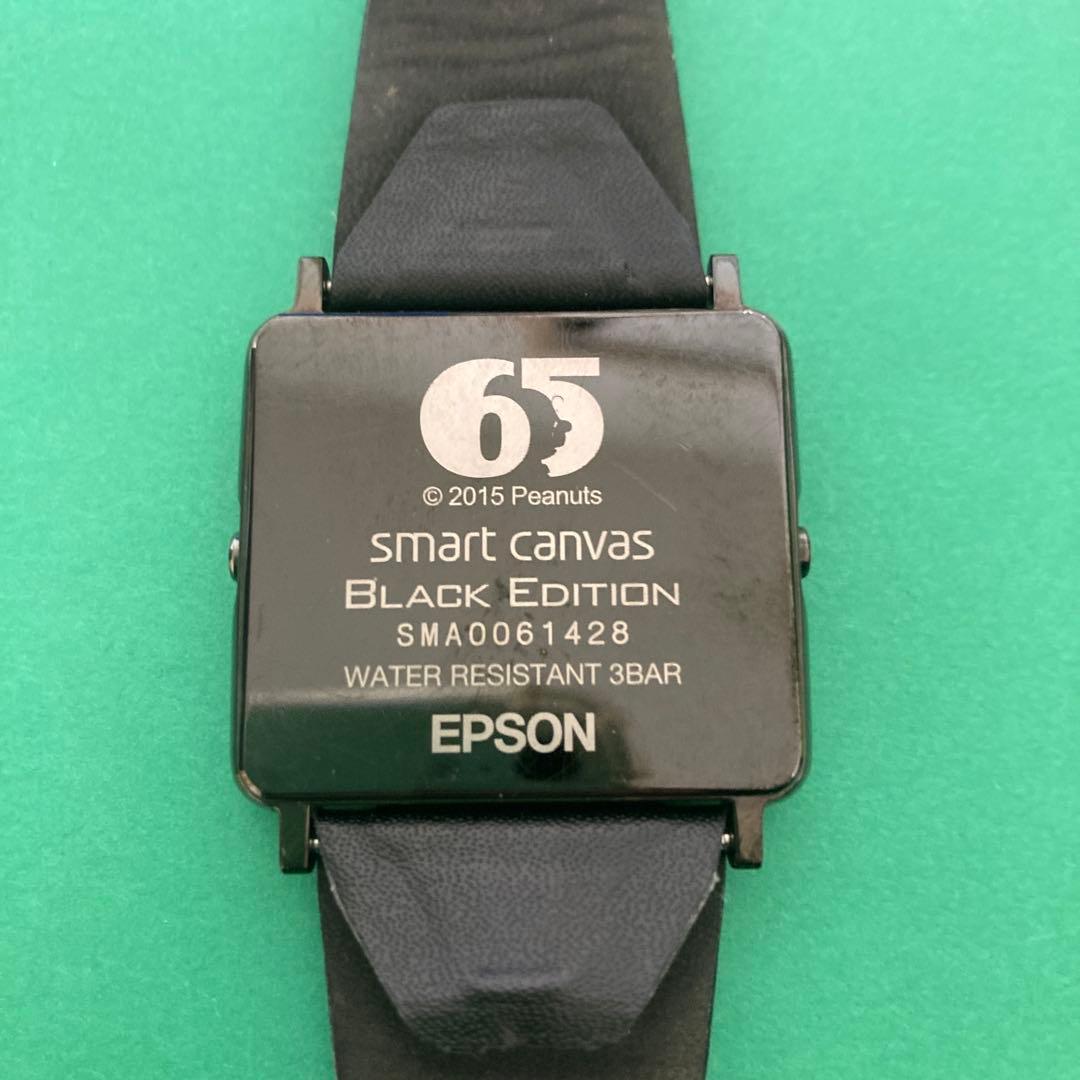 65
© 2015 Peanuts
smart canvas
BLACK EDITION
SMA0061428
WATER RESISTANT 3BAR
EPSON